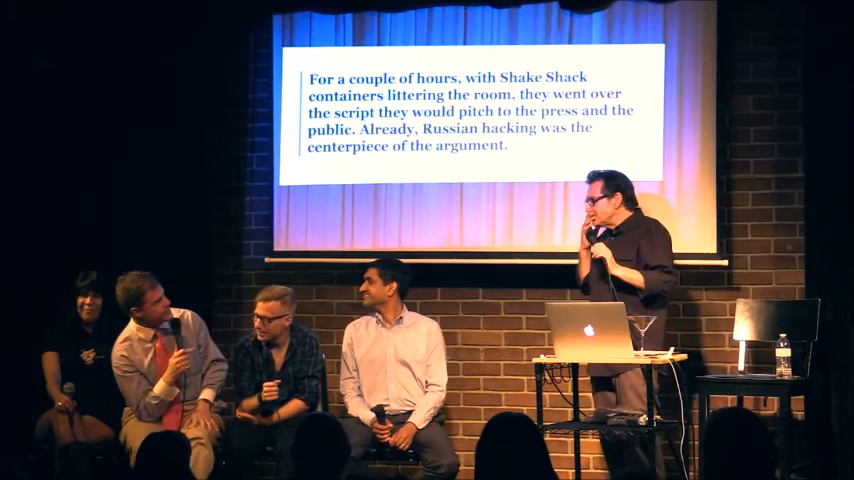 For a couple of hours, with Shake Shack
containers littering the room, they went over
the script they would pitch to the press and the
public. Already, Russian hacking was the
centerpiece of the argument.